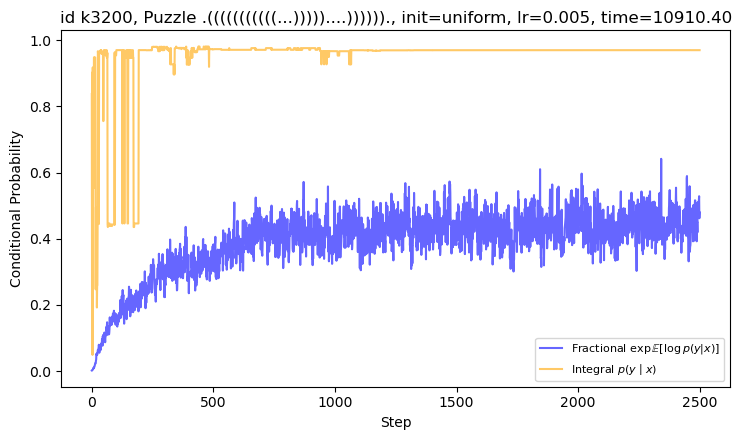 id k3200, Puzzle .(((((((((((...)))))....))))))., init=uniform, lr=0.005, time=10910.40
1.0
0.8
0.6
0.4
0.2
0.0
Conditional Probability
0
500
1000
1500
2000
2500
Step
Fractional exp𝔼[log p(y|x)]
Integral p(y | x)